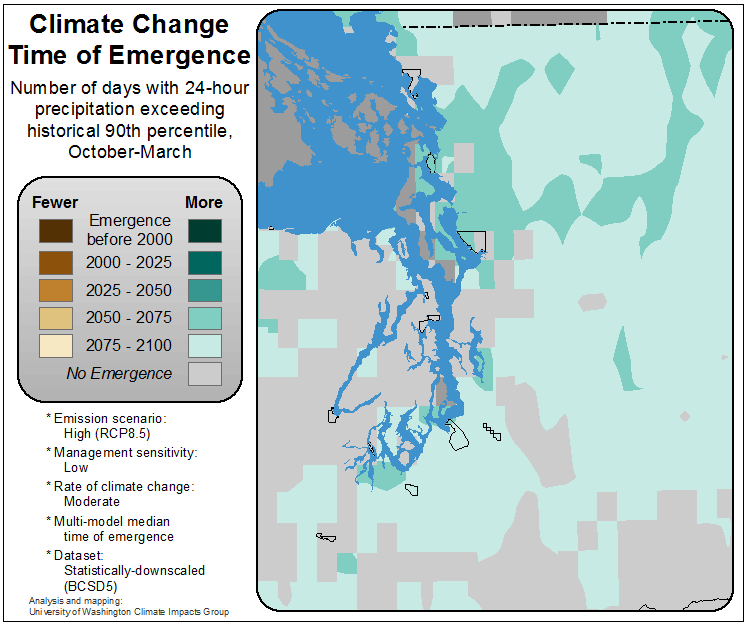 Climate Change
Time of Emergence
Number of days with 24-hour
precipitation exceeding
historical 90th percentile,
October-March
Fewer More
Emergence
before 2000
2000 - 2025
2025 - 2050
2050 - 2075
2075 - 2100
No Emergence
* Emission scenario:
High (RCP8.5)
* Management sensitivity:
Low
* Rate of climate change:
Moderate
* Multi-model median
time of emergence
* Dataset:
Statistically-downscaled
(BCSD5)
Analysis and mapping:
University of Washington Climate Impacts Group